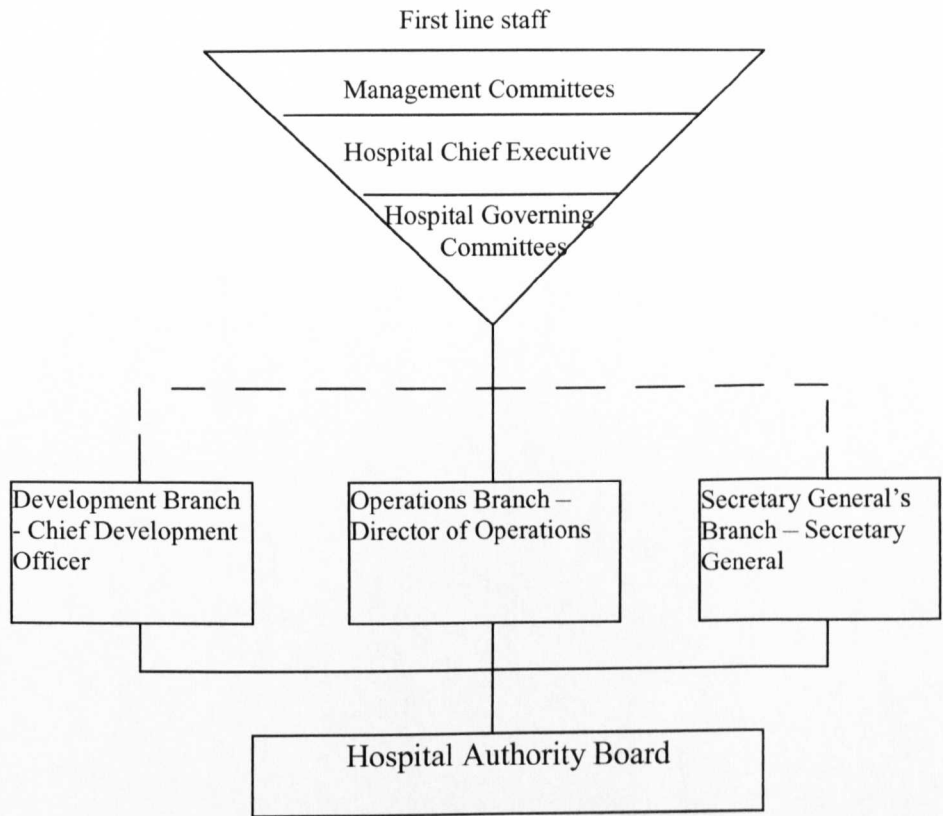 First line staff
Management Committees
Hospital Chief Executive
Hospital Governing
Committees
Development Branch
- Chief Development
Officer
Operations Branch –
Director of Operations
Secretary General's
Branch – Secretary
General
Hospital Authority Board